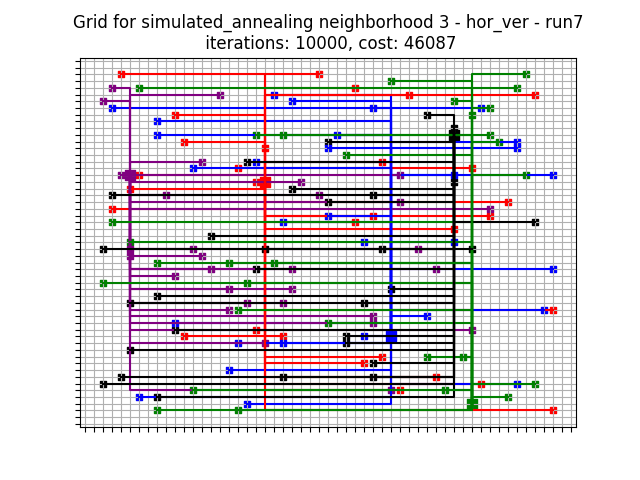 Grid for simulated_annealing neighborhood 3 - hor_ver - run7
iterations: 10000, cost: 46087